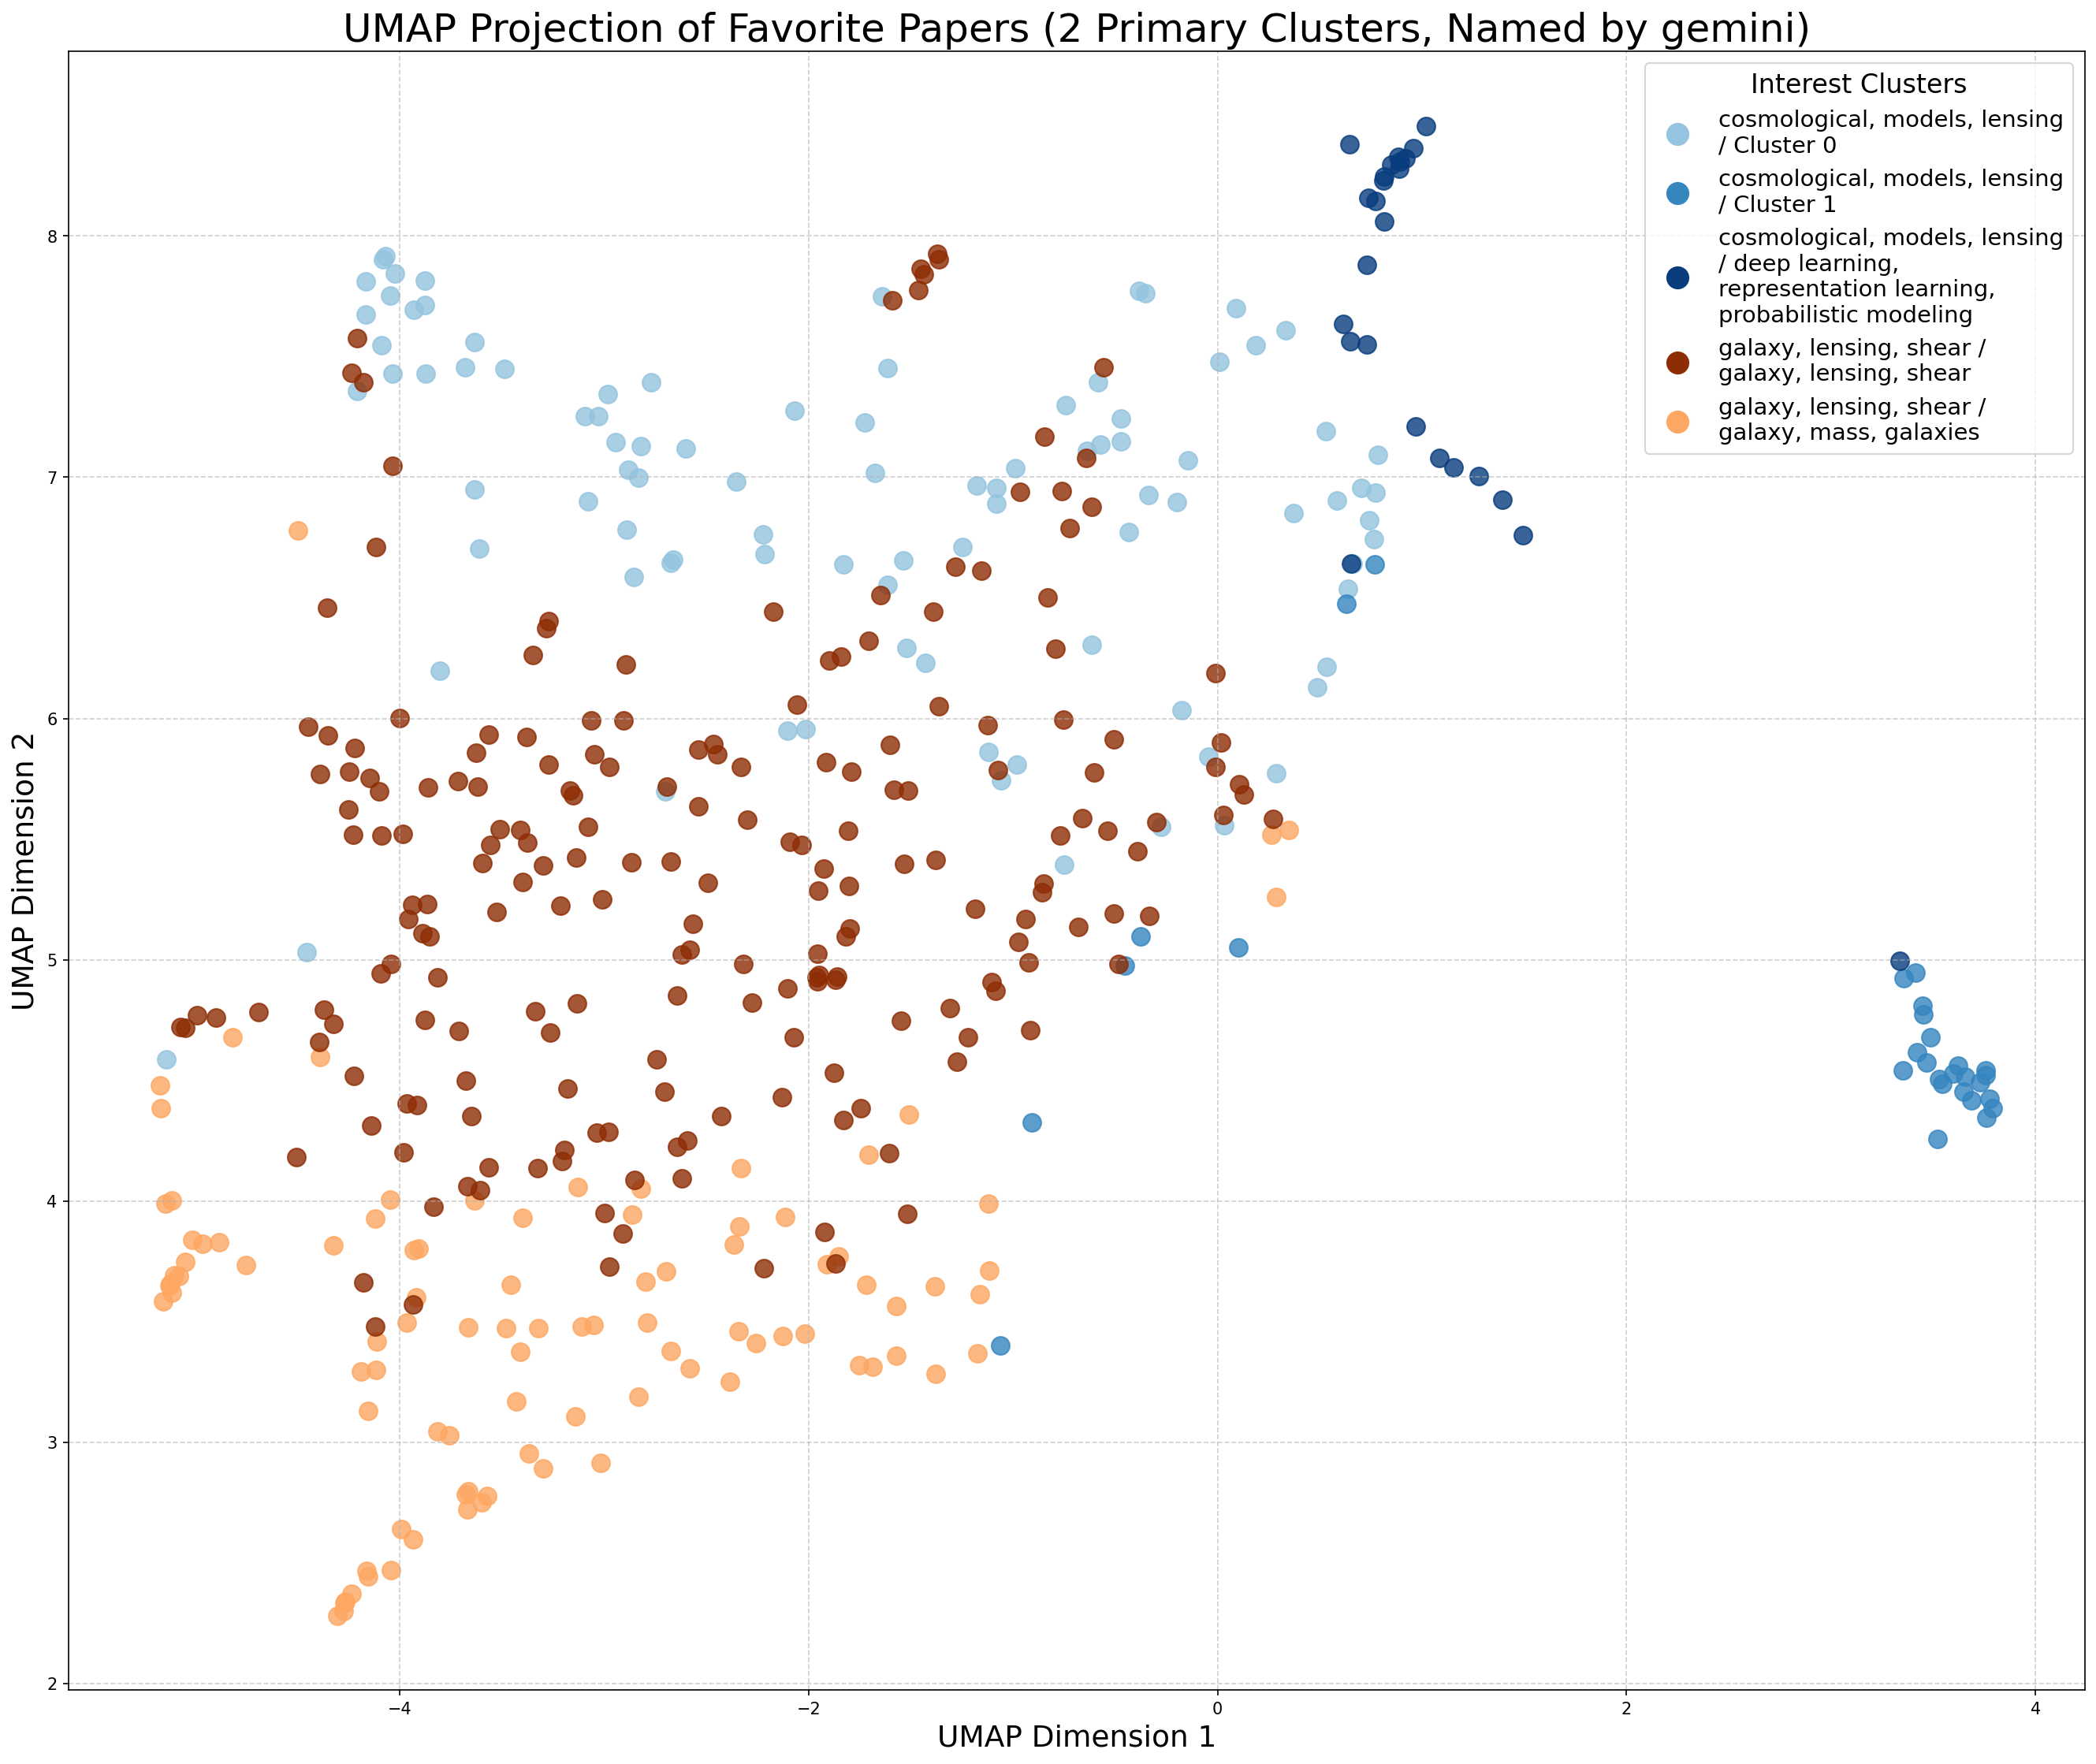 UMAP Projection of Favorite Papers (2 Primary Clusters, Named by gemini)
Interest Clusters
cosmological, models, lensing
/ Cluster 0
cosmological, models, lensing
/ Cluster 1
cosmological, models, lensing
/ deep learning,
representation learning,
probabilistic modeling
galaxy, lensing, shear /
galaxy, lensing, shear
galaxy, lensing, shear /
galaxy, mass, galaxies
UMAP Dimension 2
8
7
6
5
4
3
2
−4
−2
0
2
4
UMAP Dimension 1